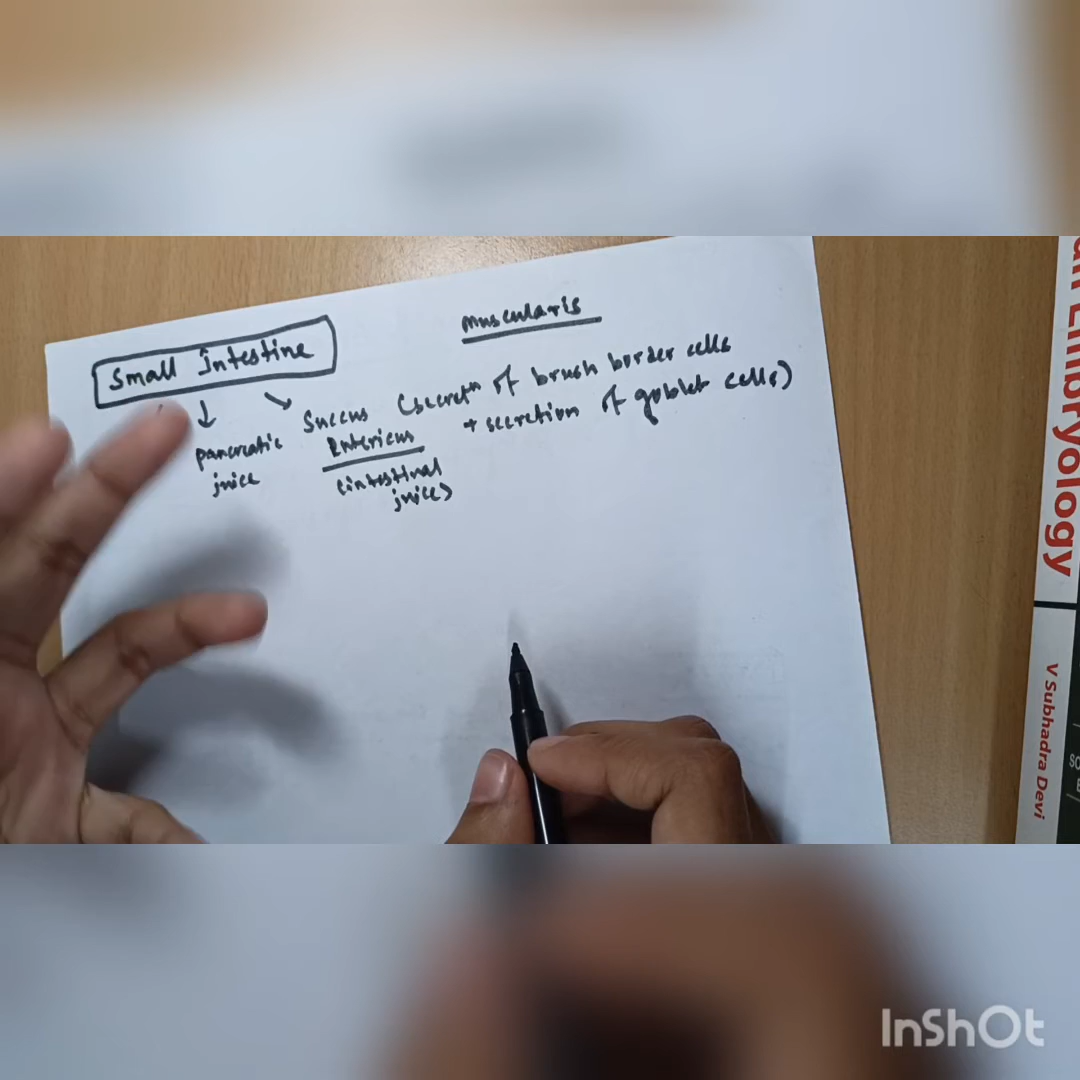 muscularis
Small Intestine
Succus (secretn of brush border cells
Entericus + secretion of goblet cells)
pancreatic
juice
(intestinal
juice)
Embryology
V Subhadra Devi
InShOt